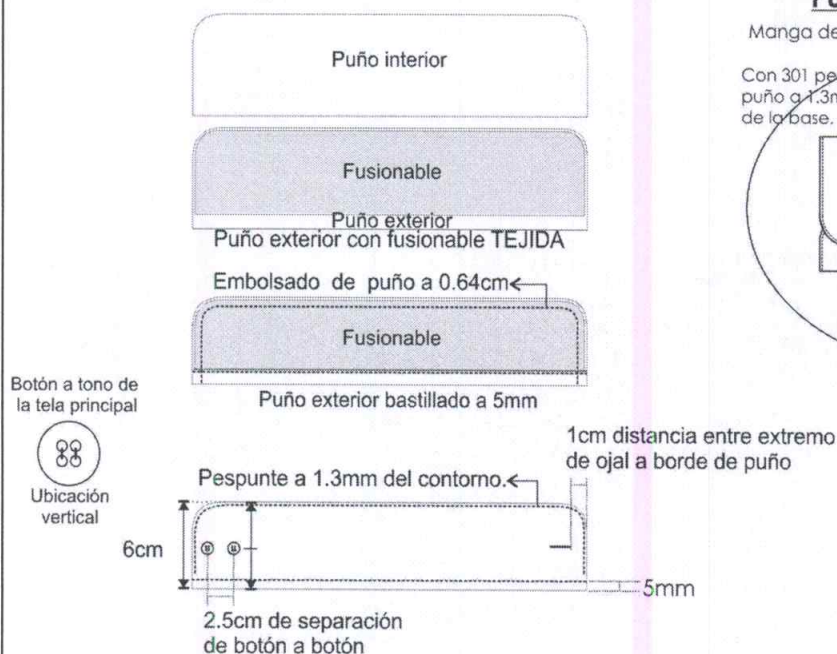 Puño interior
Fusionable
Puño exterior
Puño exterior con fusionable TEJIDA
Embolsado de puño a 0.64cm
Fusionable
Puño exterior bastillado a 5mm
Botón a tono de
la tela principal
Ubicación
vertical
1cm distancia entre extremo
de ojal a borde de puño
Pespunte a 1.3mm del contorno.
6cm
5mm
2.5cm de separación
de botón a botón
Manga de
Con 301
puño a
de la base.